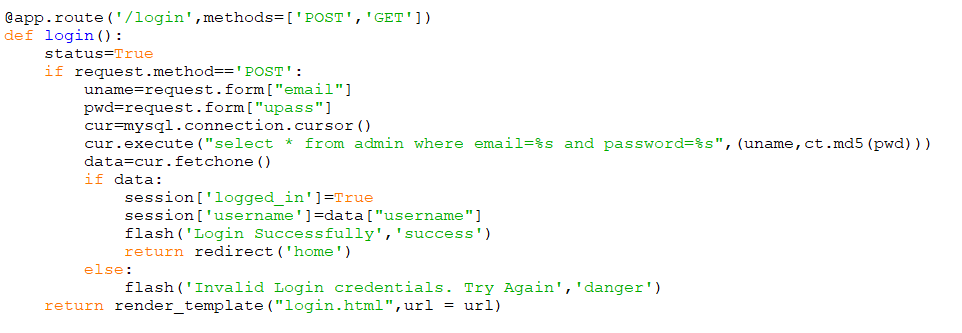 @app.route('/login',methods=['POST','GET'])
def login():
    status=True
    if request.method=='POST':
        uname=request.form["email"]
        pwd=request.form["upass"]
        cur=mysql.connection.cursor()
        cur.execute("select * from admin where email=%s and password=%s",(uname,ct.md5(pwd)))
        data=cur.fetchone()
        if data:
            session['logged_in']=True
            session['username']=data["username"]
            flash('Login Successfully','success')
            return redirect('home')
        else:
            flash('Invalid Login credentials. Try Again','danger')
    return render_template("login.html",url = url)